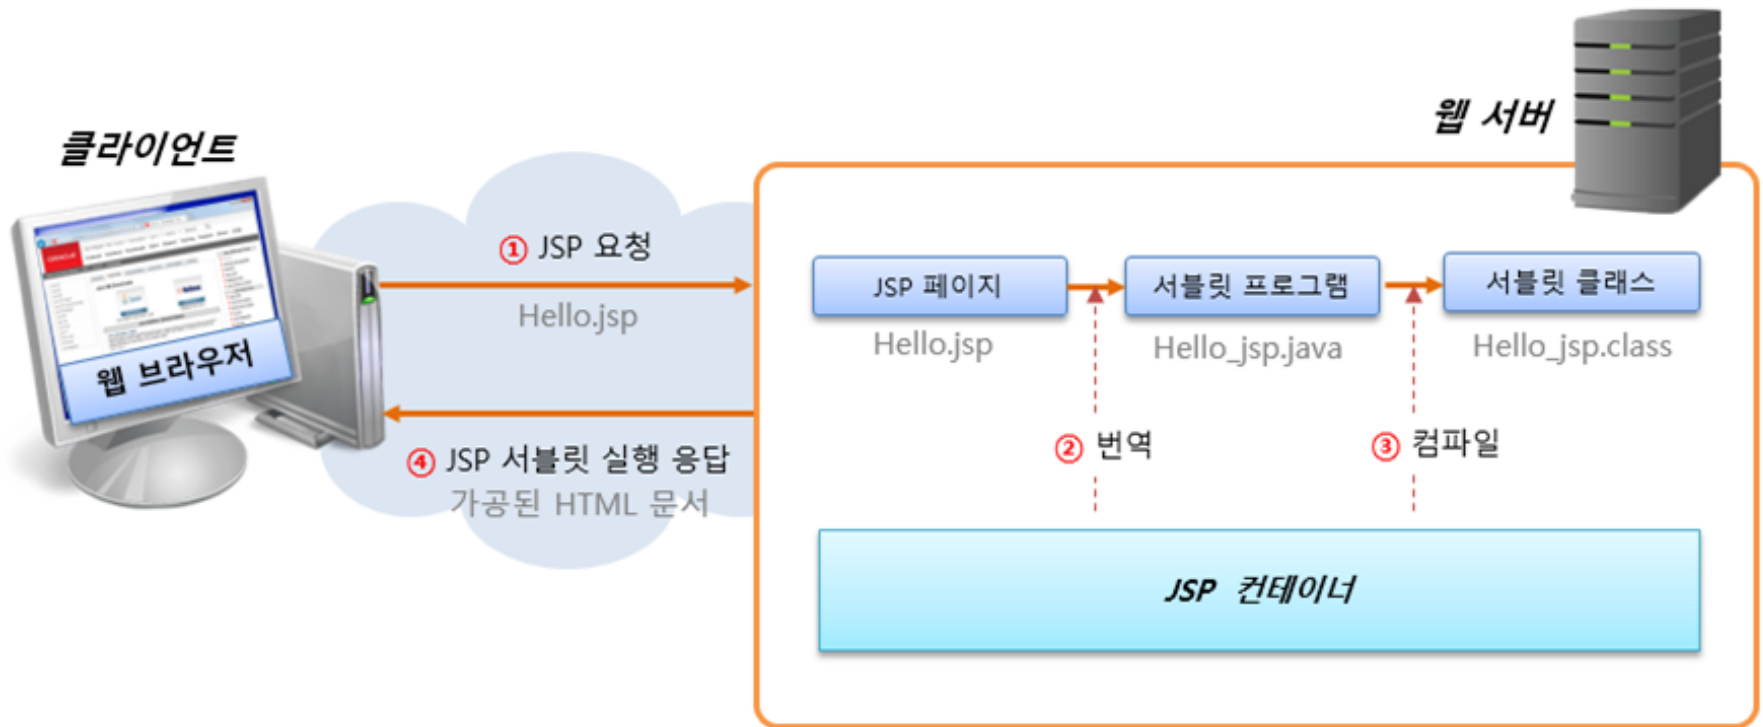 클라이언트
웹 서버
웹 브라우저
① JSP 요청
Hello.jsp
④ JSP 서블릿 실행 응답
가공된 HTML 문서
JSP 페이지
Hello.jsp
서블릿 프로그램
Hello_jsp.java
서블릿 클래스
Hello_jsp.class
② 번역
③ 컴파일
JSP 컨테이너